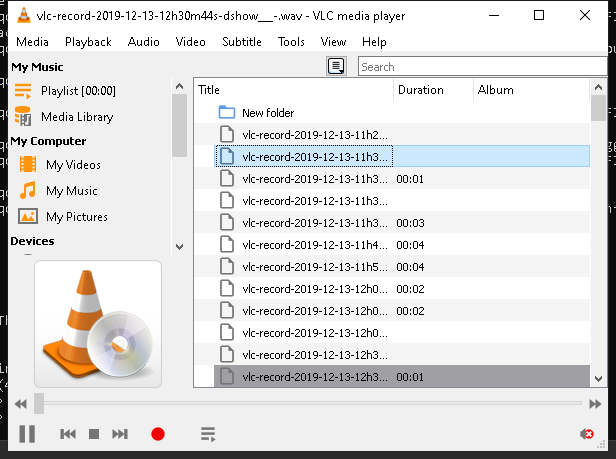 vlc-record-2019-12-13-12h30m44s-dshow__-.wav - VLC media player
Media Playback Audio Video Subtitle Tools View Help
My Music
Playlist [00:00]
Media Library
My Computer
My Videos
My Music
My Pictures
Devices
Search
Title Duration Album
New folder
vlc-record-2019-12-13-11h2...
vlc-record-2019-12-13-11h3...
vlc-record-2019-12-13-11h3... 00:01
vlc-record-2019-12-13-11h3...
vlc-record-2019-12-13-11h3... 00:03
vlc-record-2019-12-13-11h4... 00:04
vlc-record-2019-12-13-11h5... 00:04
vlc-record-2019-12-13-12h0... 00:02
vlc-record-2019-12-13-12h0... 00:02
vlc-record-2019-12-13-12h0...
vlc-record-2019-12-13-12h3...
vlc-record-2019-12-13-12h3... 00:01